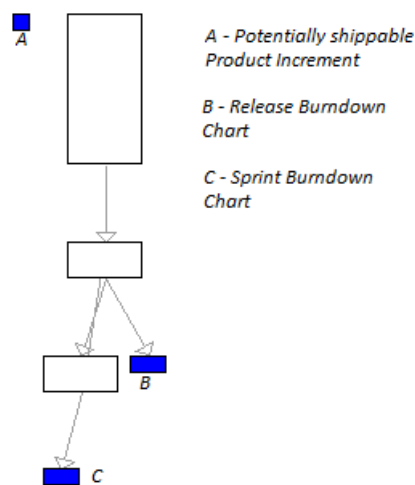 A
A - Potentially shippable
Product Increment
B - Release Burndown
Chart
C - Sprint Burndown
Chart
B
C